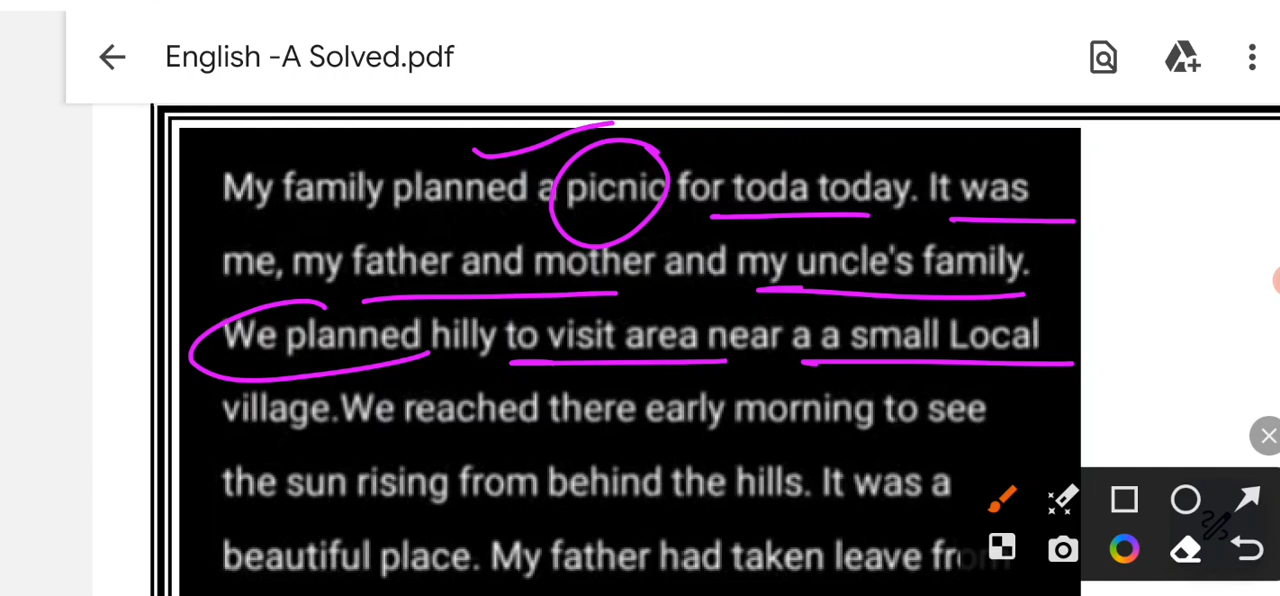 English -A Solved.pdf
My family planned a picnic for toda today. It was
me, my father and mother and my uncle's family.
We planned hilly to visit area near a a small Local
village.We reached there early morning to see
the sun rising from behind the hills. It was a
beautiful place. My father had taken leave from